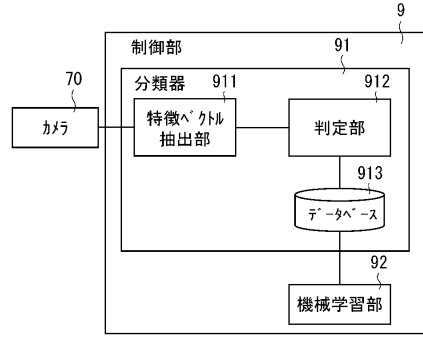 9
制御部
91
分類器
911
912
70
カメラ
特徴ベクトル
抽出部
判定部
913
データベース
92
機械学習部